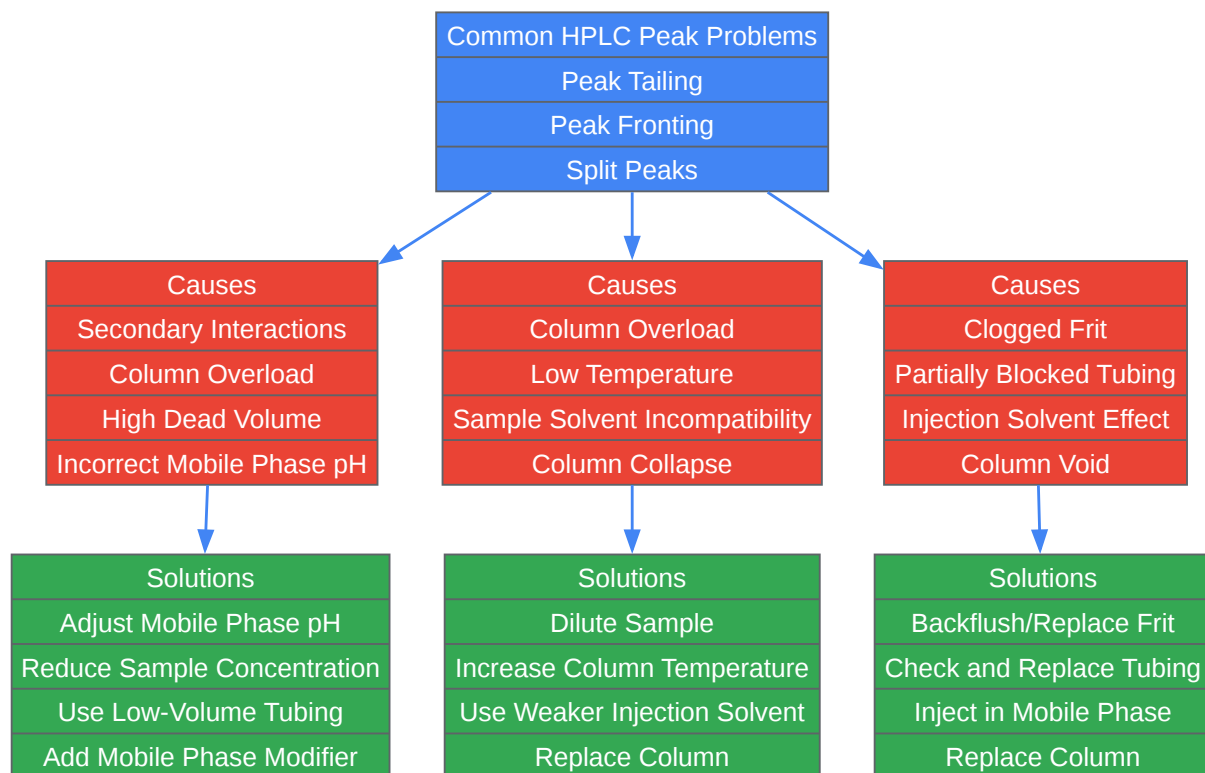 Common HPLC Peak Problems
Peak Tailing
Peak Fronting
Split Peaks
Causes
Secondary Interactions
Column Overload
High Dead Volume
Incorrect Mobile Phase pH
Causes
Column Overload
Low Temperature
Sample Solvent Incompatibility
Column Collapse
Causes
Clogged Frit
Partially Blocked Tubing
Injection Solvent Effect
Column Void
Solutions
Adjust Mobile Phase pH
Reduce Sample Concentration
Use Low-Volume Tubing
Add Mobile Phase Modifier
Solutions
Dilute Sample
Increase Column Temperature
Use Weaker Injection Solvent
Replace Column
Solutions
Backflush/Replace Frit
Check and Replace Tubing
Inject in Mobile Phase
Replace Column